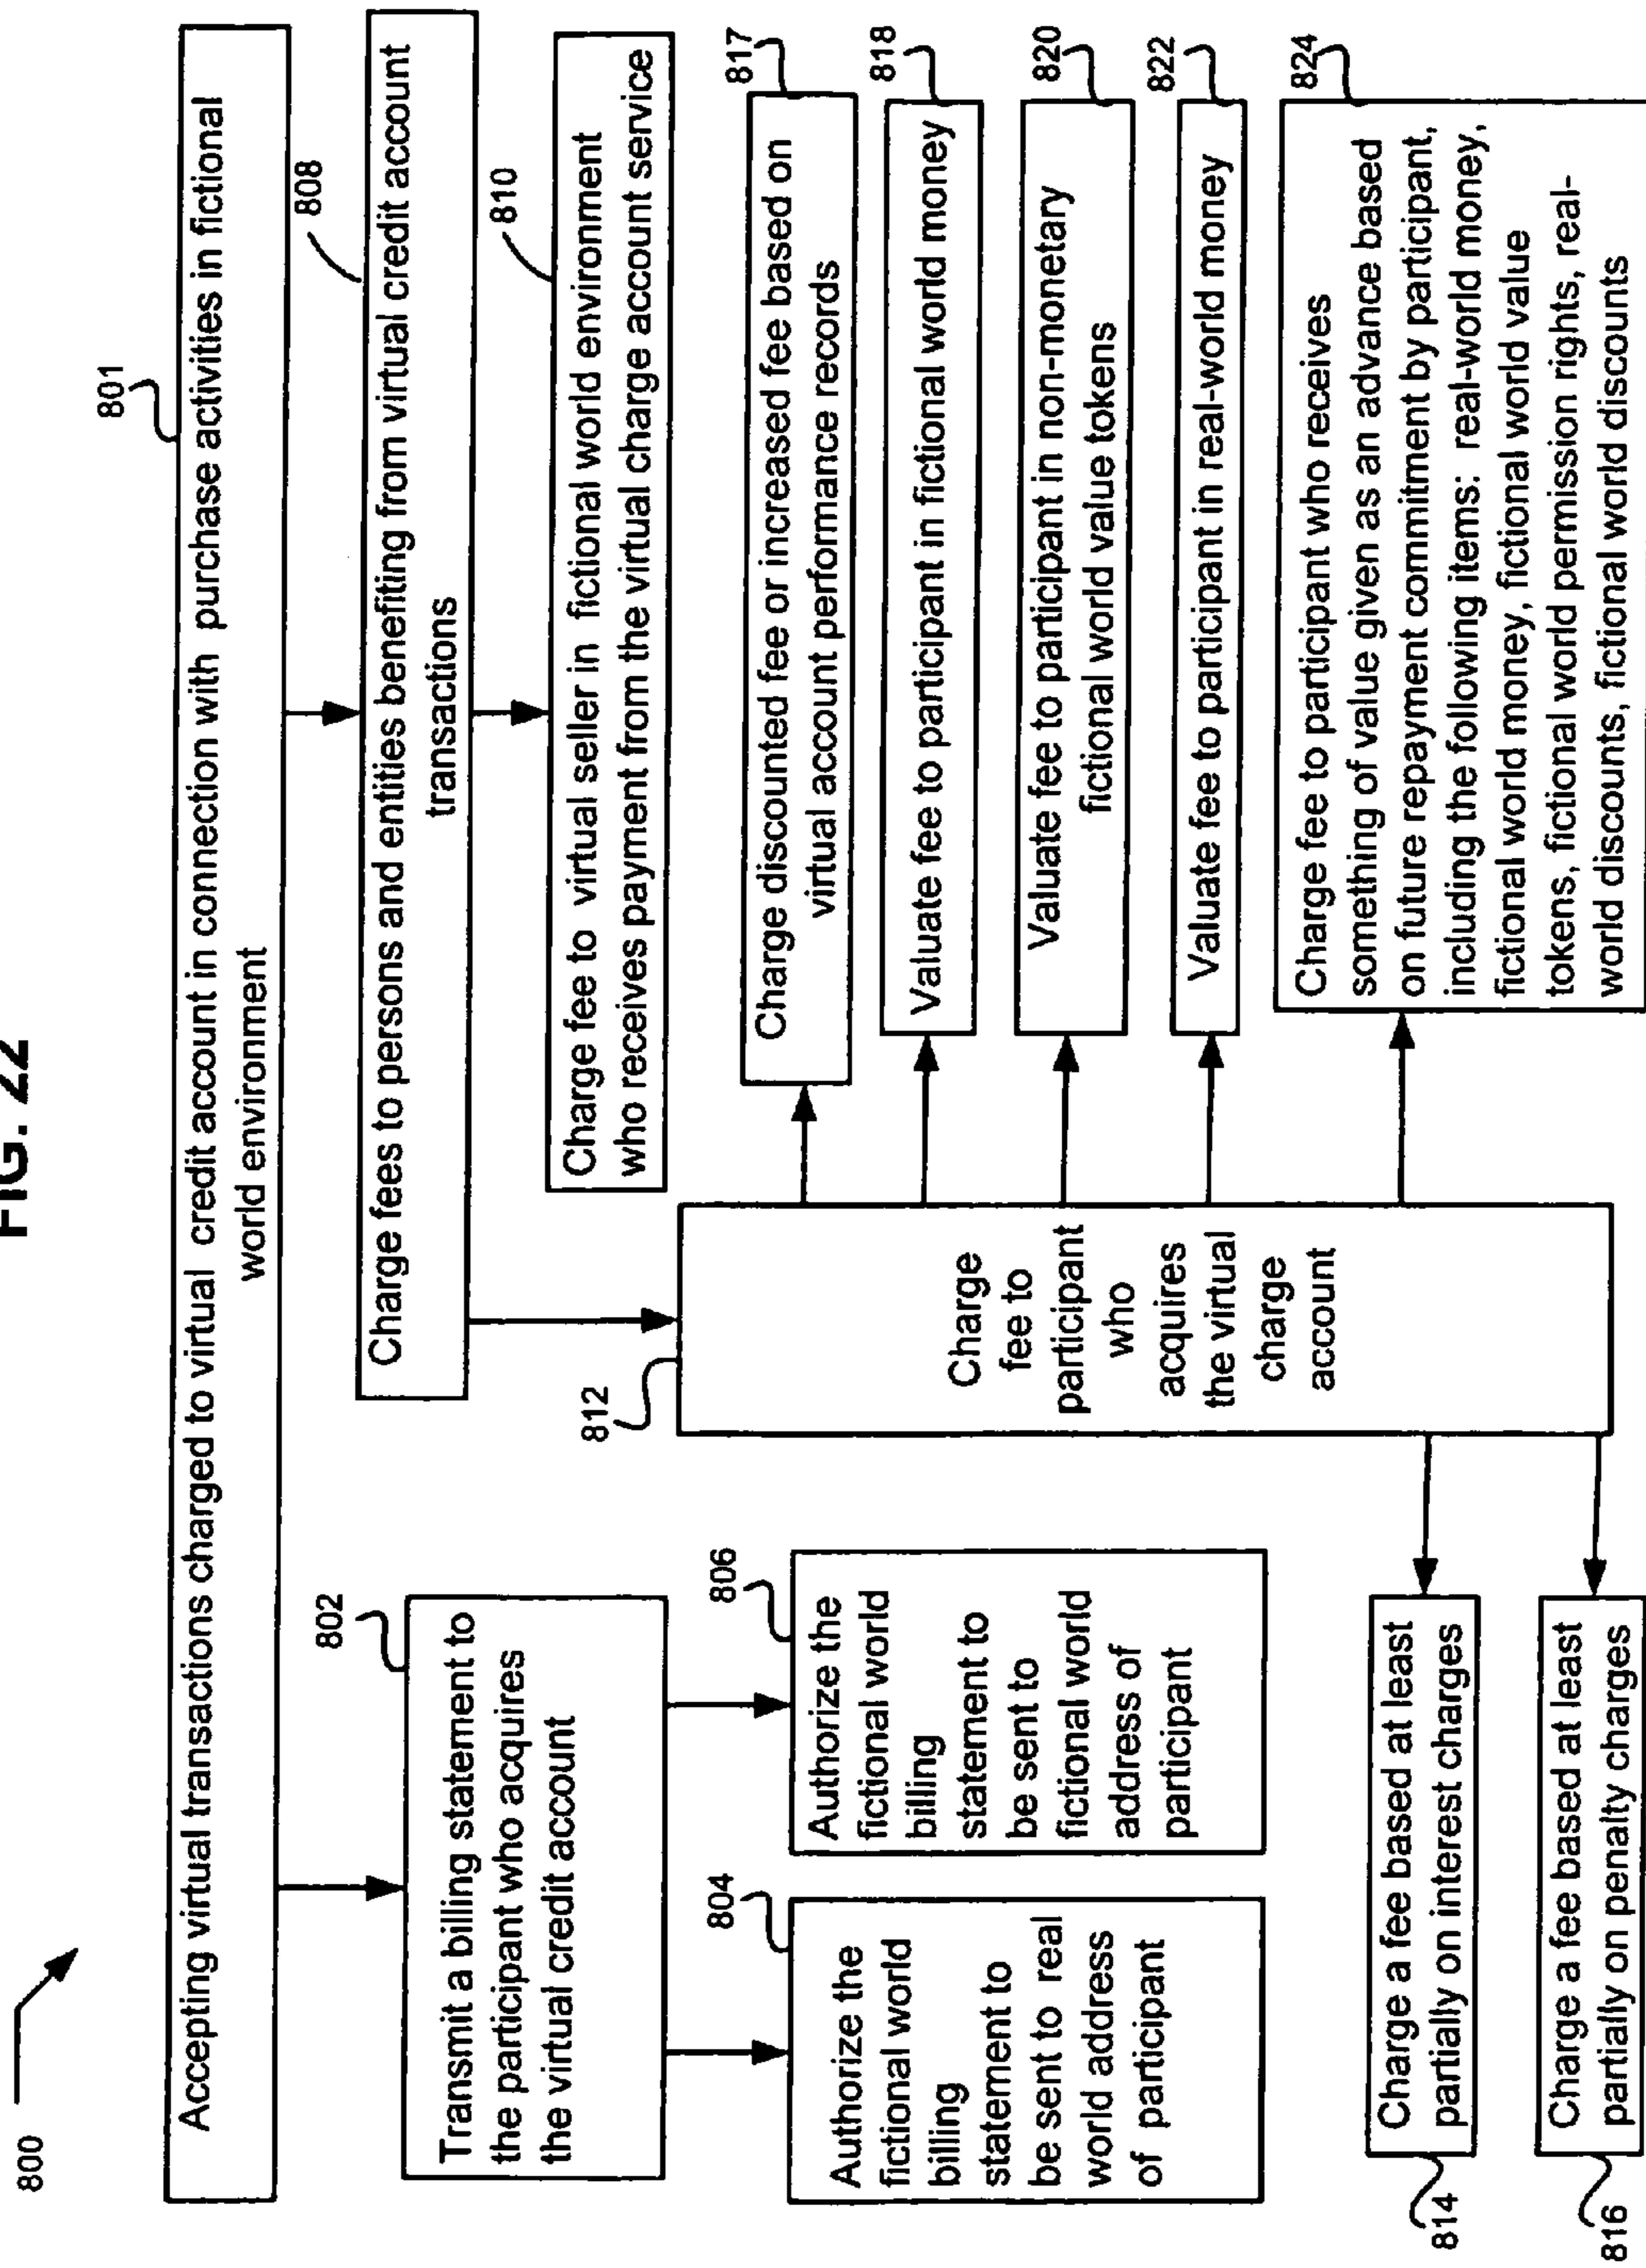 FIG. 22
800
801
Accepting virtual transactions charged to virtual credit account in connection with purchase activities in fictional
world environment
802
Transmit a billing statement to
the participant who acquires
the virtual credit account
804
Authorize the
fictional world
billing
statement to
be sent to real
world address
of participant
806
Authorize the
fictional world
billing
statement to
be sent to
fictional world
address of
participant
808
Charge fees to persons and entities benefiting from virtual credit account
transactions
810
Charge fee to virtual seller in fictional world environment
who receives payment from the virtual charge account service
812
Charge
fee to
participant
who
acquires
the virtual
charge
account
814
Charge a fee based at least
partially on interest charges
816
Charge a fee based at least
partially on penalty charges
817
Charge discounted fee or increased fee based on
virtual account performance records
818
Valuate fee to participant in fictional world money
820
Valuate fee to participant in non-monetary
fictional world value tokens
822
Valuate fee to participant in real-world money
824
Charge fee to participant who receives
something of value given as an advance based
on future repayment commitment by participant,
including the following items: real-world money,
fictional world money, fictional world value
tokens, fictional world permission rights, real-
world discounts, fictional world discounts